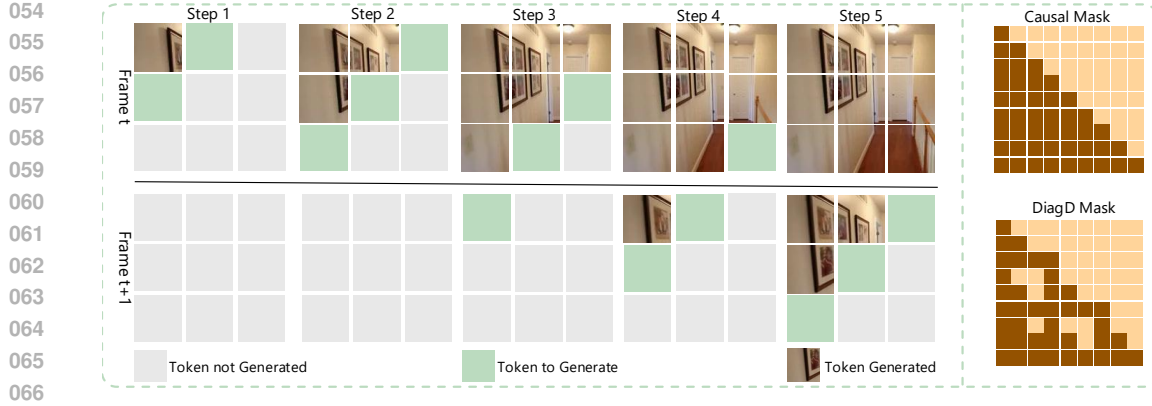 054
055
056
057
058
059
060
061
062
063
064
065
066
Step 1
Step 2
Step 3
Step 4
Step 5
Frame t
Frame t+1
Token not Generated
Token to Generate
Token Generated
Causal Mask
DiagD Mask